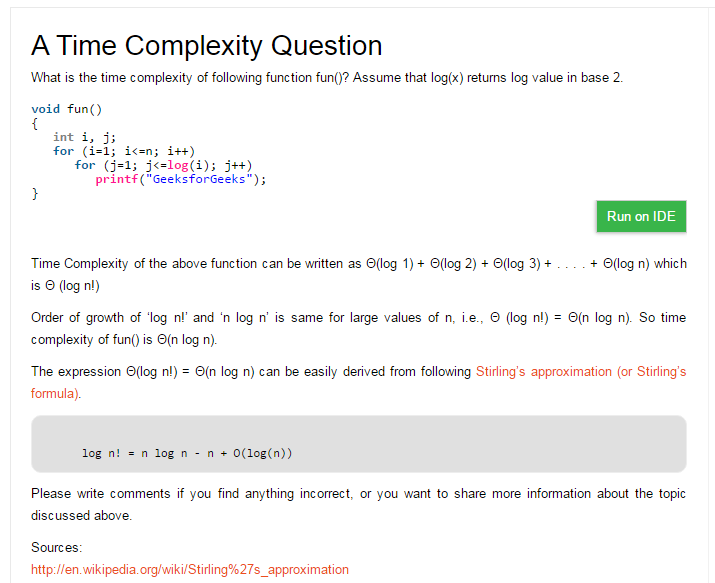 A Time Complexity Question
What is the time complexity of following function fun()? Assume that log(x) returns log value in base 2.
void fun()
{
   int i, j;
   for (i=1; i<=n; i++)
      for (j=1; j<=log(i); j++)
         printf("GeeksforGeeks");
}
Run on IDE
Time Complexity of the above function can be written as Θ(log 1) + Θ(log 2) + Θ(log 3) + . . . . + Θ(log n) which
is Θ (log n!)
Order of growth of ‘log n!’ and ‘n log n’ is same for large values of n, i.e., Θ (log n!) = Θ(n log n). So time
complexity of fun() is Θ(n log n).
The expression Θ(log n!) = Θ(n log n) can be easily derived from following Stirling’s approximation (or Stirling’s
formula).
log n! = n log n - n + O(log(n))
Please write comments if you find anything incorrect, or you want to share more information about the topic
discussed above.
Sources:
http://en.wikipedia.org/wiki/Stirling%27s_approximation